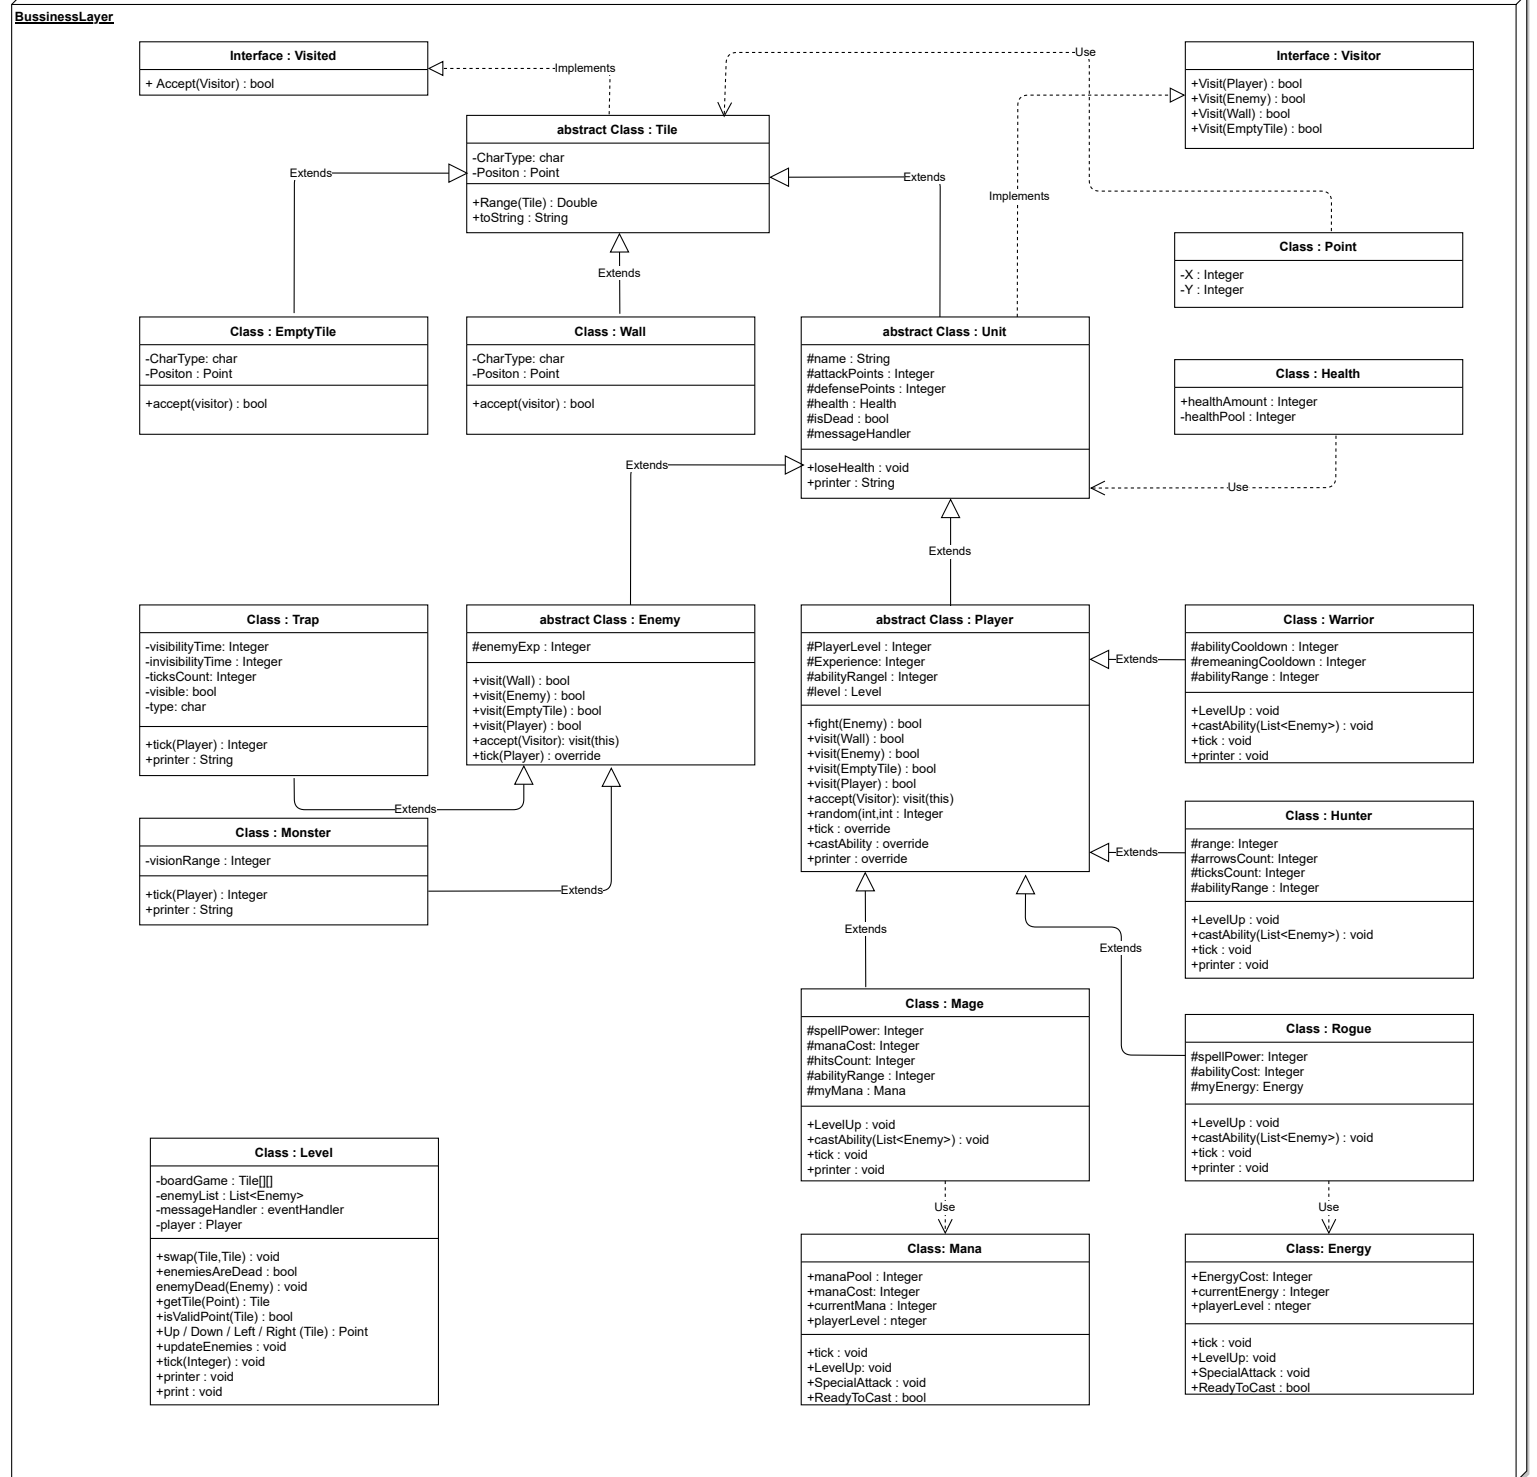 BussinessLayer
Interface : Visited
+ Accept(Visitor) : bool
Implements
Use
Interface : Visitor
+Visit(Player) : bool
+Visit(Enemy) : bool
+Visit(Wall) : bool
+Visit(EmptyTile) : bool
abstract Class : Tile
-CharType: char
-Positon : Point
+Range(Tile) : Double
+toString : String
Extends
Extends
Implements
Extends
Class : Point
-X : Integer
-Y : Integer
Class : EmptyTile
-CharType: char
-Positon : Point
+accept(visitor) : bool
Class : Wall
-CharType: char
-Positon : Point
+accept(visitor) : bool
abstract Class : Unit
#name : String
#attackPoints : Integer
#defensePoints : Integer
#health : Health
#isDead : bool
#messageHandler
+loseHealth : void
+printer : String
Class : Health
+healthAmount : Integer
-healthPool : Integer
Extends
Use
Extends
Class : Trap
-visibilityTime: Integer
-invisibilityTime : Integer
-ticksCount: Integer
-visible: bool
-type: char
+tick(Player) : Integer
+printer : String
abstract Class : Enemy
#enemyExp : Integer
+visit(Wall) : bool
+visit(Enemy) : bool
+visit(EmptyTile) : bool
+visit(Player) : bool
+accept(Visitor): visit(this)
+tick(Player) : override
abstract Class : Player
#PlayerLevel : Integer
#Experience: Integer
#abilityRangel : Integer
#level : Level
+fight(Enemy) : bool
+visit(Wall) : bool
+visit(Enemy) : bool
+visit(EmptyTile) : bool
+visit(Player) : bool
+accept(Visitor): visit(this)
+random(int,int : Integer
+tick : override
+castAbility : override
+printer : override
Extends
Class : Warrior
#abilityCooldown : Integer
#remeaningCooldown : Integer
#abilityRange : Integer
+LevelUp : void
+castAbility(List<Enemy>) : void
+tick : void
+printer : void
Extends
Class : Monster
-visionRange : Integer
+tick(Player) : Integer
+printer : String
Extends
Extends
Class : Hunter
#range: Integer
#arrowsCount: Integer
#ticksCount: Integer
#abilityRange : Integer
+LevelUp : void
+castAbility(List<Enemy>) : void
+tick : void
+printer : void
Extends
Extends
Class : Mage
#spellPower: Integer
#manaCost: Integer
#hitsCount: Integer
#abilityRange : Integer
#myMana : Mana
+LevelUp : void
+castAbility(List<Enemy>) : void
+tick : void
+printer : void
Class : Rogue
#spellPower: Integer
#abilityCost: Integer
#myEnergy: Energy
+LevelUp : void
+castAbility(List<Enemy>) : void
+tick : void
+printer : void
Class : Level
-boardGame : Tile[][]
-enemyList : List<Enemy>
-messageHandler : eventHandler
-player : Player
+swap(Tile,Tile) : void
+enemiesAreDead : bool
enemyDead(Enemy) : void
+getTile(Point) : Tile
+isValidPoint(Tile) : bool
+Up / Down / Left / Right (Tile) : Point
+updateEnemies : void
+tick(Integer) : void
+printer : void
+print : void
Use
Use
Class: Mana
+manaPool : Integer
+manaCost: Integer
+currentMana : Integer
+playerLevel : nteger
+tick : void
+LevelUp: void
+SpecialAttack : void
+ReadyToCast : bool
Class: Energy
+EnergyCost: Integer
+currentEnergy : Integer
+playerLevel : nteger
+tick : void
+LevelUp: void
+SpecialAttack : void
+ReadyToCast : bool